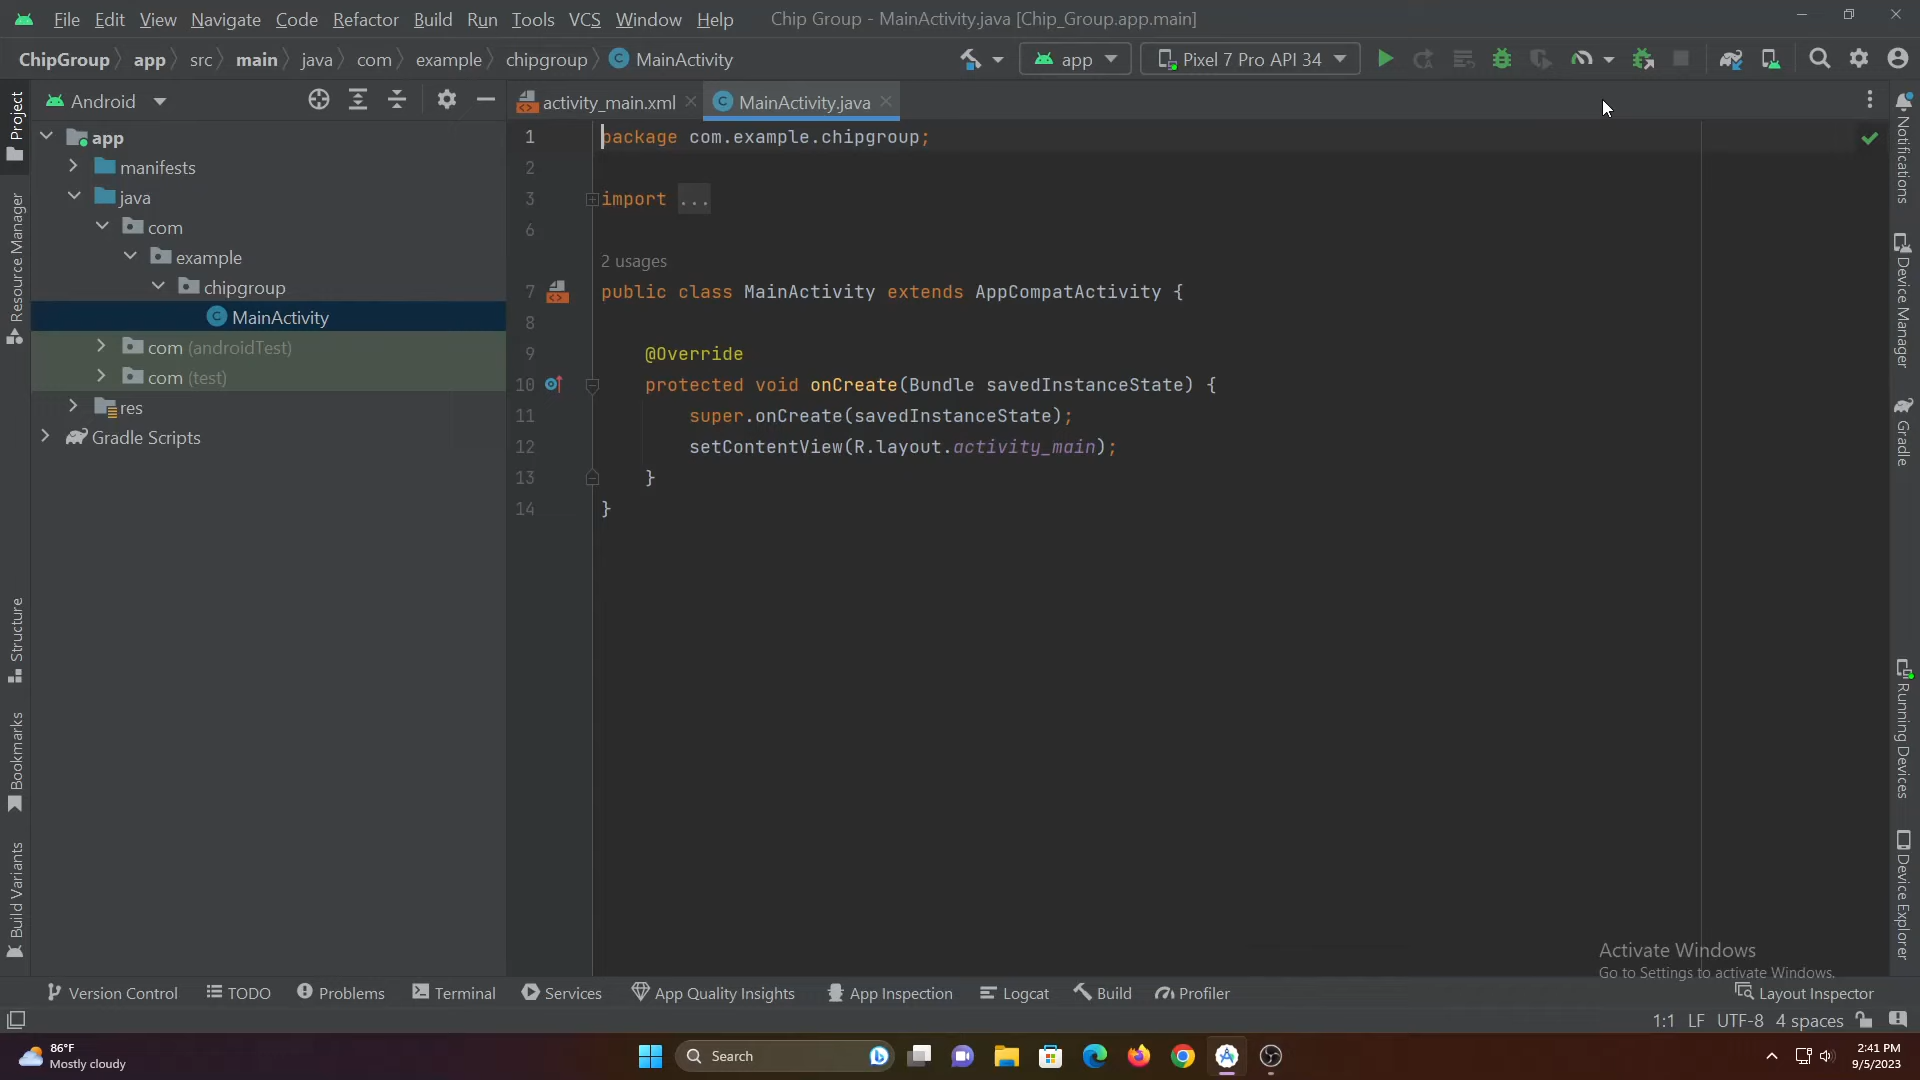 File Edit View Navigate Code Refactor Build Run Tools VCS Window Help Chip Group - MainActivity.java [Chip_Group.app.main]
ChipGroup app src main java com example chipgroup MainActivity app Pixel 7 Pro API 34
Android
activity_main.xml MainActivity.java
Project
Resource Manager
Structure
Bookmarks
Build Variants
app
manifests
java
com
example
chipgroup
MainActivity
com (androidTest)
com (test)
res
Gradle Scripts
1 package com.example.chipgroup;
2
3 import ...
6
2 usages
7 public class MainActivity extends AppCompatActivity {
8
9 @Override
10 protected void onCreate(Bundle savedInstanceState) {
11 super.onCreate(savedInstanceState);
12 setContentView(R.layout.activity_main);
13 }
14 }
Notifications
Device Manager
Gradle
Running Devices
Device Explorer
Activate Windows
Go to Settings to activate Windows.
Version Control TODO Problems Terminal Services App Quality Insights App Inspection Logcat Build Profiler Layout Inspector
1:1 LF UTF-8 4 spaces
86°F
Mostly cloudy
Search
2:41 PM
9/5/2023